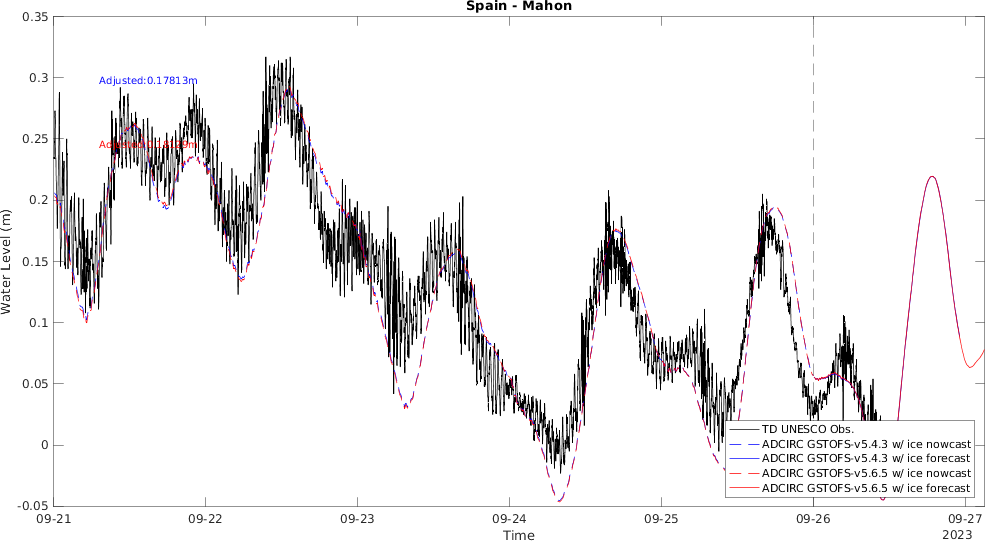 Spain - Mahon
0.35
0.3
0.25
0.2
0.15
0.1
0.05
0
-0.05
Water Level (m)
Adjusted:0.17813m
Adjusted:
09-21
09-22
09-23
09-24
09-25
09-26
09-27
2023
Time
TD UNESCO Obs.
ADCIRC GSTOFS-v5.4.3 w/ ice nowcast
ADCIRC GSTOFS-v5.4.3 w/ ice forecast
ADCIRC GSTOFS-v5.6.5 w/ ice nowcast
ADCIRC GSTOFS-v5.6.5 w/ ice forecast